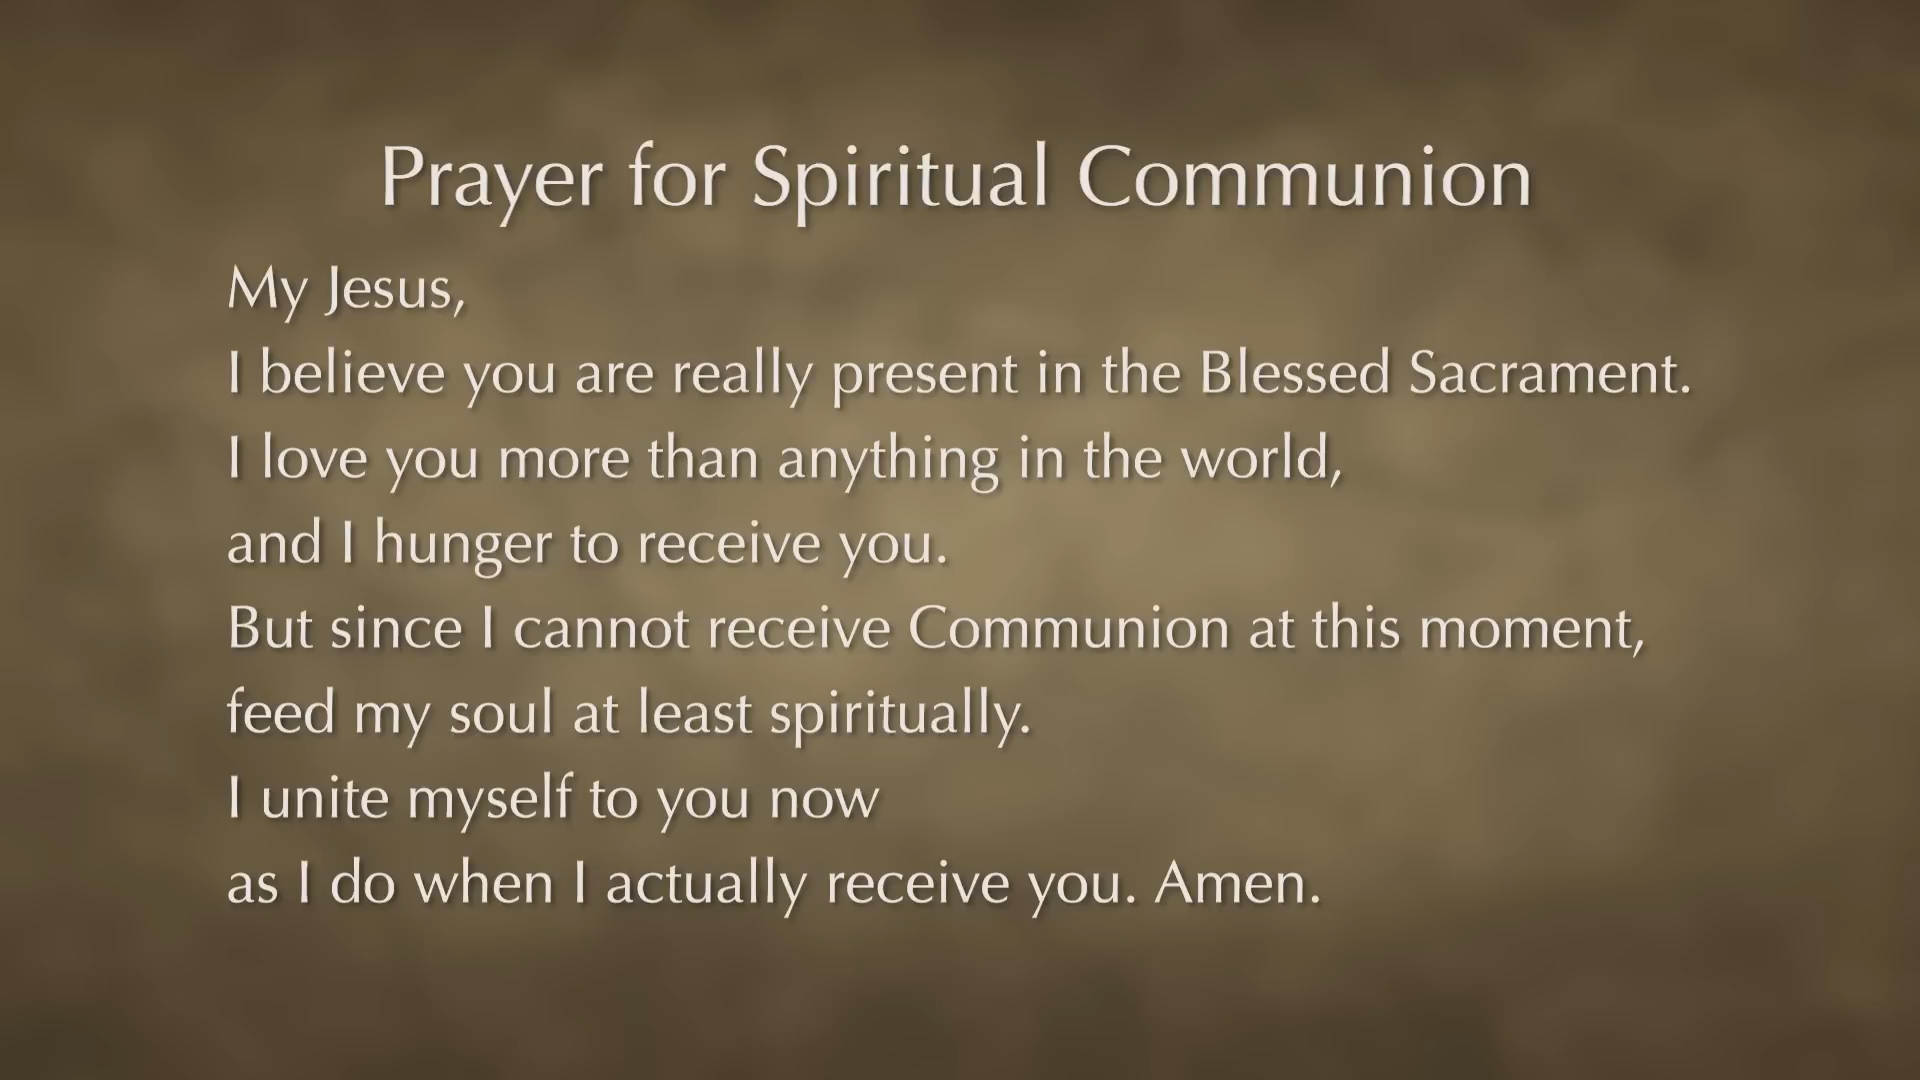 Prayer for Spiritual Communion
My Jesus,
I believe you are really present in the Blessed Sacrament.
I love you more than anything in the world,
and I hunger to receive you.
But since I cannot receive Communion at this moment,
feed my soul at least spiritually.
I unite myself to you now
as I do when I actually receive you. Amen.